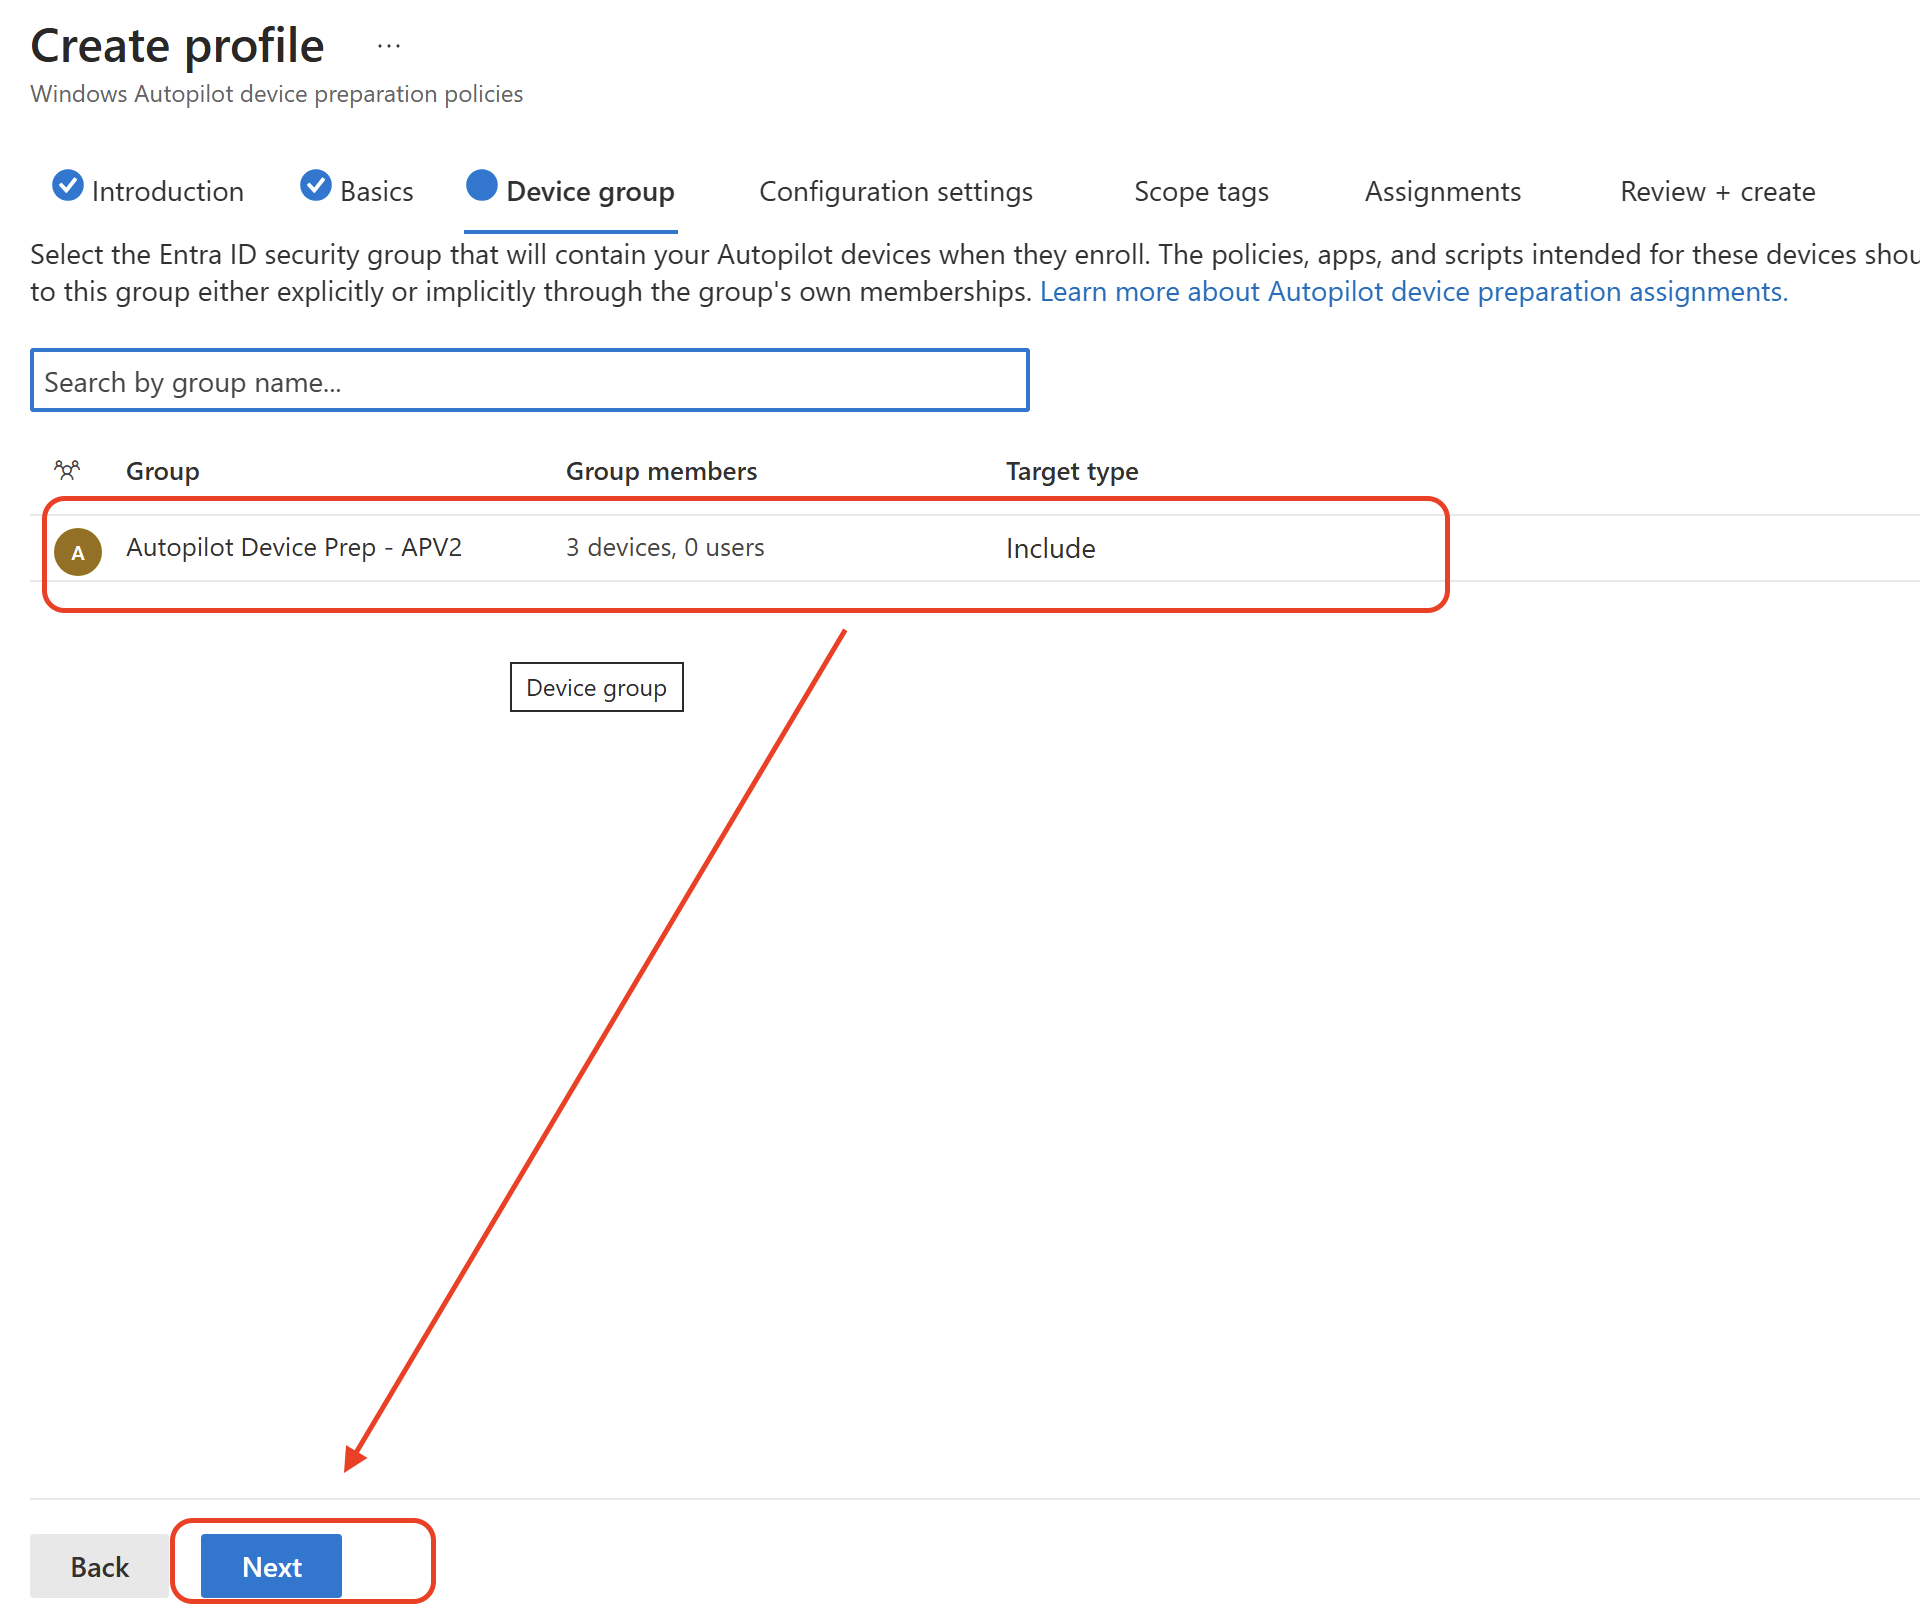 Create profile ...
Windows Autopilot device preparation policies
Introduction Basics Device group Configuration settings Scope tags Assignments Review + create
Select the Entra ID security group that will contain your Autopilot devices when they enroll. The policies, apps, and scripts intended for these devices shou
to this group either explicitly or implicitly through the group's own memberships. Learn more about Autopilot device preparation assignments.
Search by group name...
Group Group members Target type
A Autopilot Device Prep - APV2 3 devices, 0 users Include
Device group
Back Next